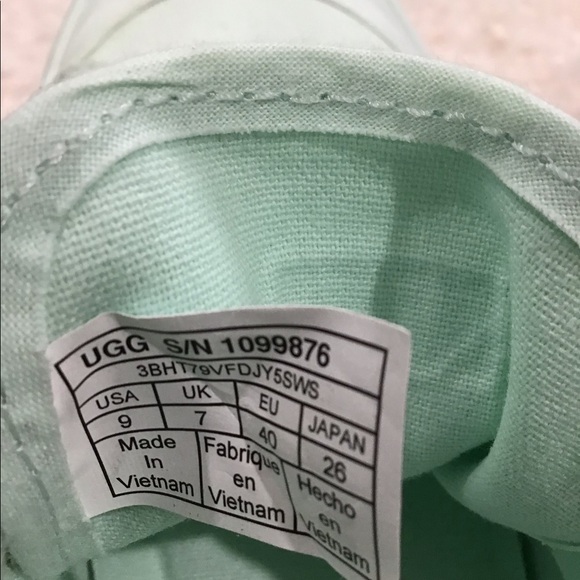 UGG S/N 1099876
3BHT79VFDJY5SWS
USA UK EU JAPAN
9 7 40 26
Made Fabriqué Hecho
In en en
Vietnam Vietnam Vietnam